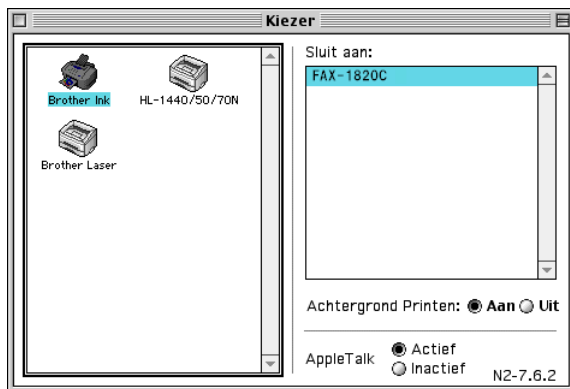 Kiezer
Brother Ink
HL-1440/50/70N
Brother Laser
Sluit aan:
FAX-1820C
Achtergrond Printen: Aan Uit
AppleTalk
Actief
Inactief
N2-7.6.2